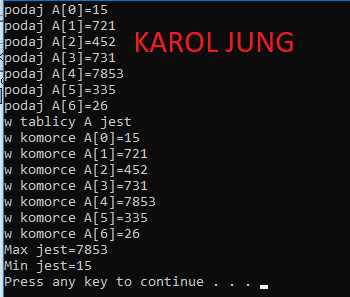 podaj A[0]=15
podaj A[1]=721
podaj A[2]=452
KAROL JUNG
podaj A[3]=731
podaj A[4]=7853
podaj A[5]=335
podaj A[6]=26
w tablicy A jest
w komorce A[0]=15
w komorce A[1]=721
w komorce A[2]=452
w komorce A[3]=731
w komorce A[4]=7853
w komorce A[5]=335
w komorce A[6]=26
Max jest=7853
Min jest=15
Press any key to continue . . .